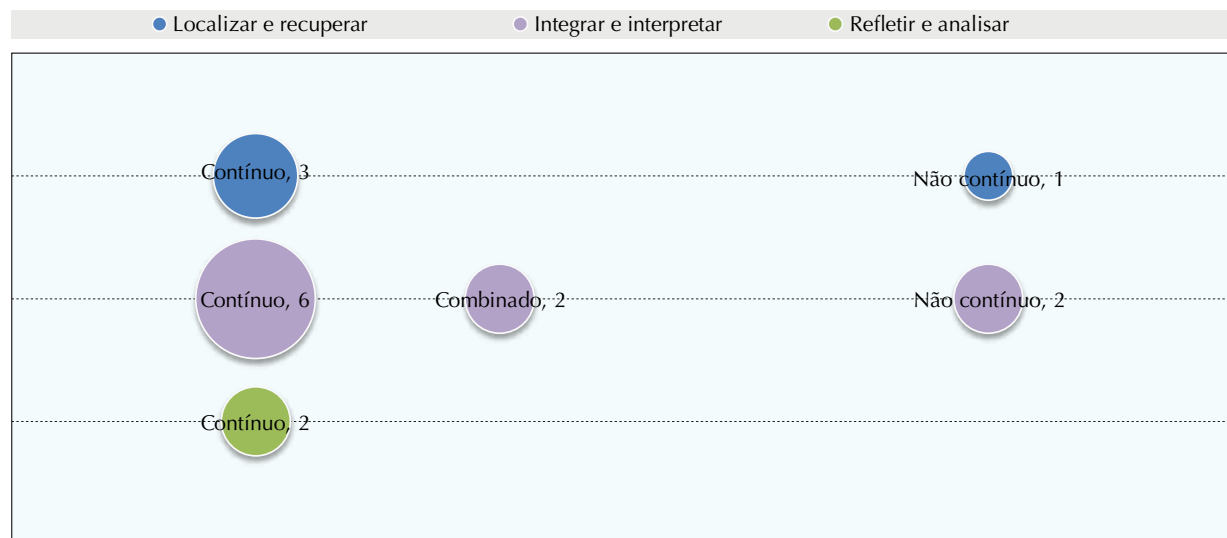 Localizar e recuperar
Integrar e interpretar
Refletir e analisar
Contínuo, 3
Não contínuo, 1
Contínuo, 6
Combinado, 2
Não contínuo, 2
Contínuo, 2